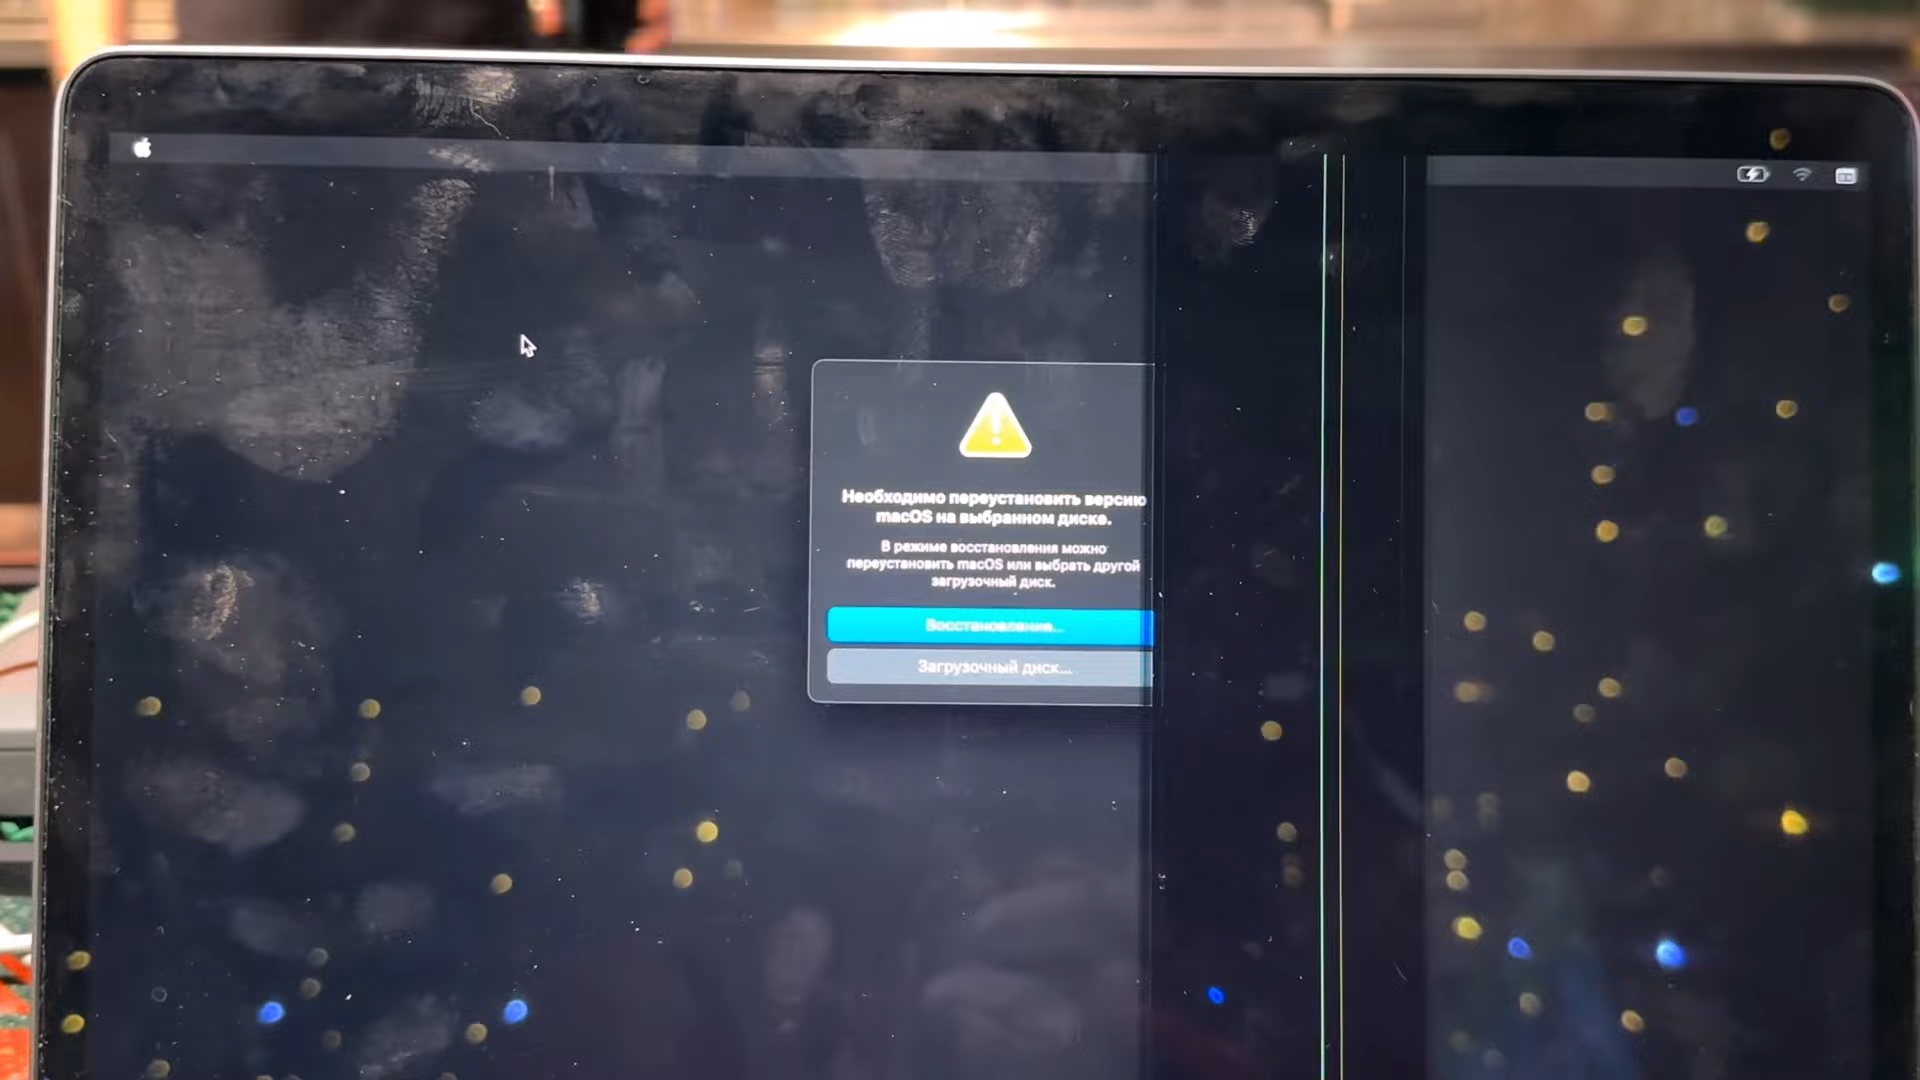 Необходимо переустановить версию
macOS на выбранном диске.
В режиме восстановления можно
переустановить macOS или выбрать другой
загрузочный диск.
Восстановление...
Загрузочный диск...